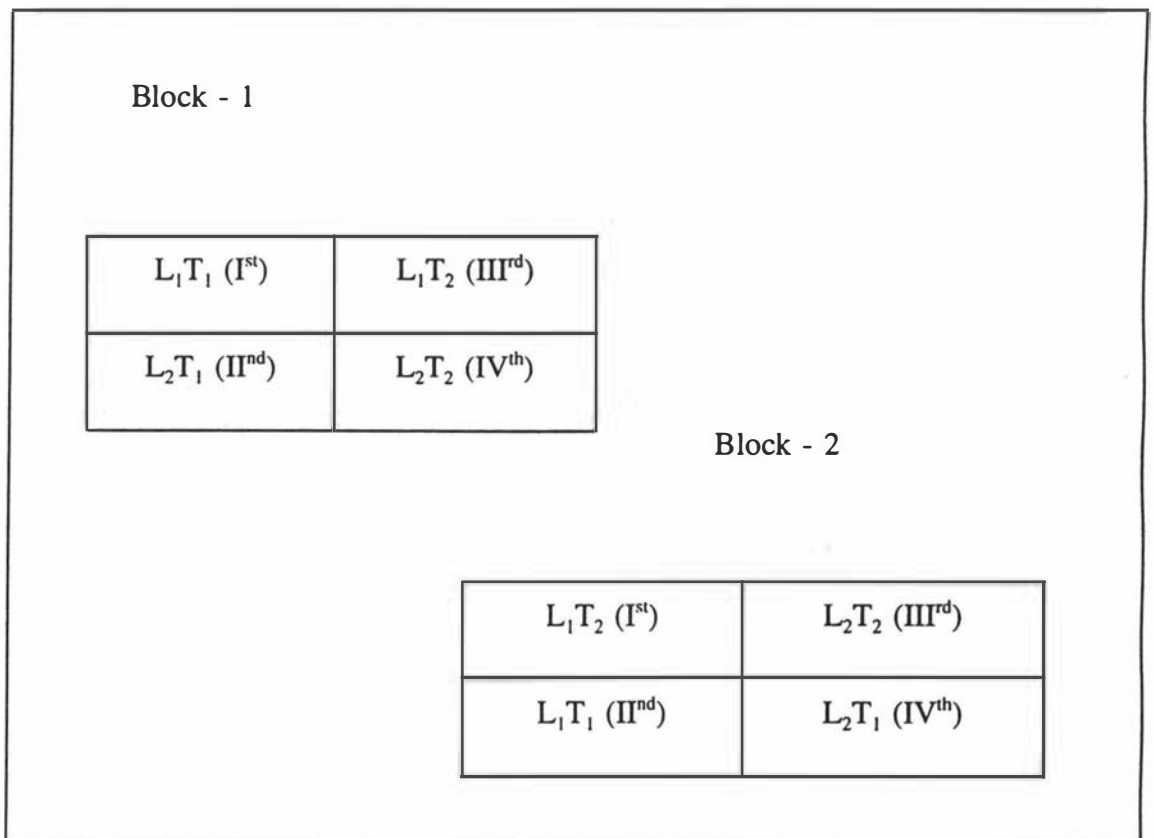 Block - 1
L₁T₁ (Iˢᵗ) L₁T₂ (IIIʳᵈ)
L₂T₁ (IIⁿᵈ) L₂T₂ (IVᵗʰ)
Block - 2
L₁T₂ (Iˢᵗ) L₂T₂ (IIIʳᵈ)
L₁T₁ (IIⁿᵈ) L₂T₁ (IVᵗʰ)